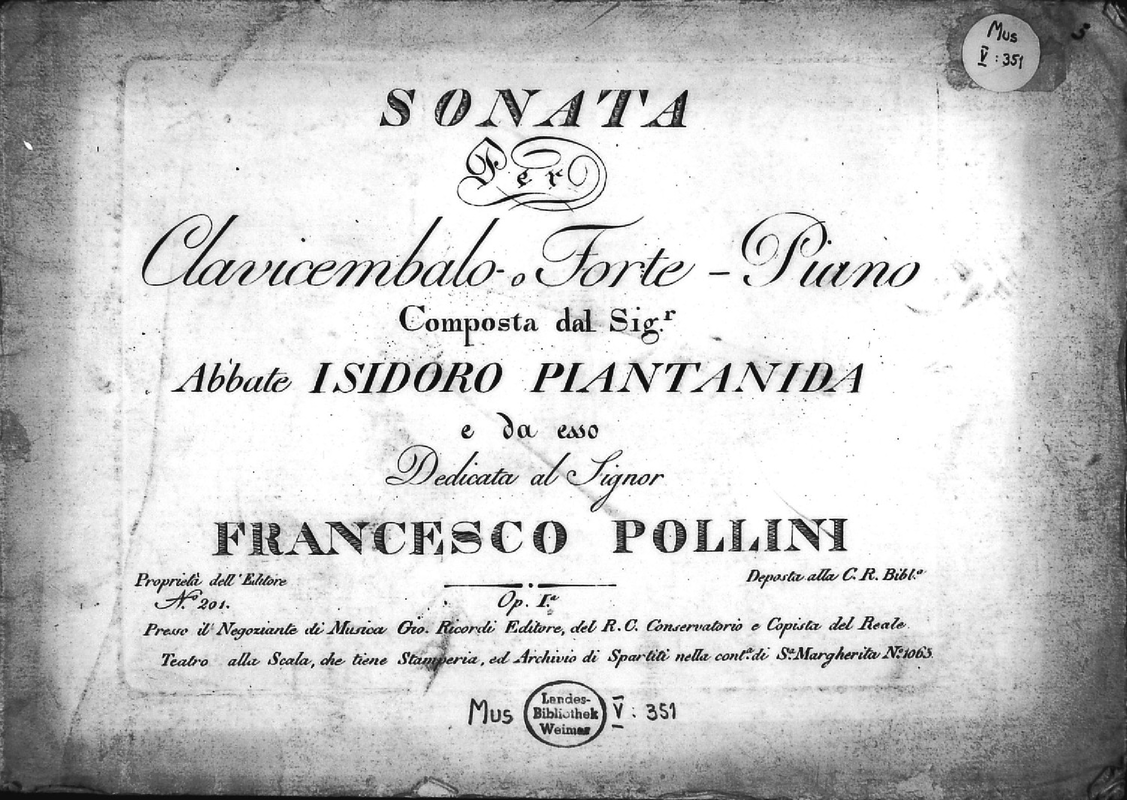 Mus
V : 351
3
SONATA
Per
Clavicembalo o Forte - Piano
Composta dal Sig.r
Abbate ISIDORO PIANTANIDA
e da esso
Dedicata al Signor
FRANCESCO POLLINI
Proprietà dell'Editore
Deposta alla C. R. Bibl.a
N.o 201.
Op. I.a
Presso il Negoziante di Musica Gio. Ricordi Editore, del R. C. Conservatorio e Copista del Reale
Teatro alla Scala, che tiene Stamperia, ed Archivio di Spartiti nella cont.a di S.a Margherita N.o 1065.
Mus V : 351
Landes-
Bibliothek
Weimar